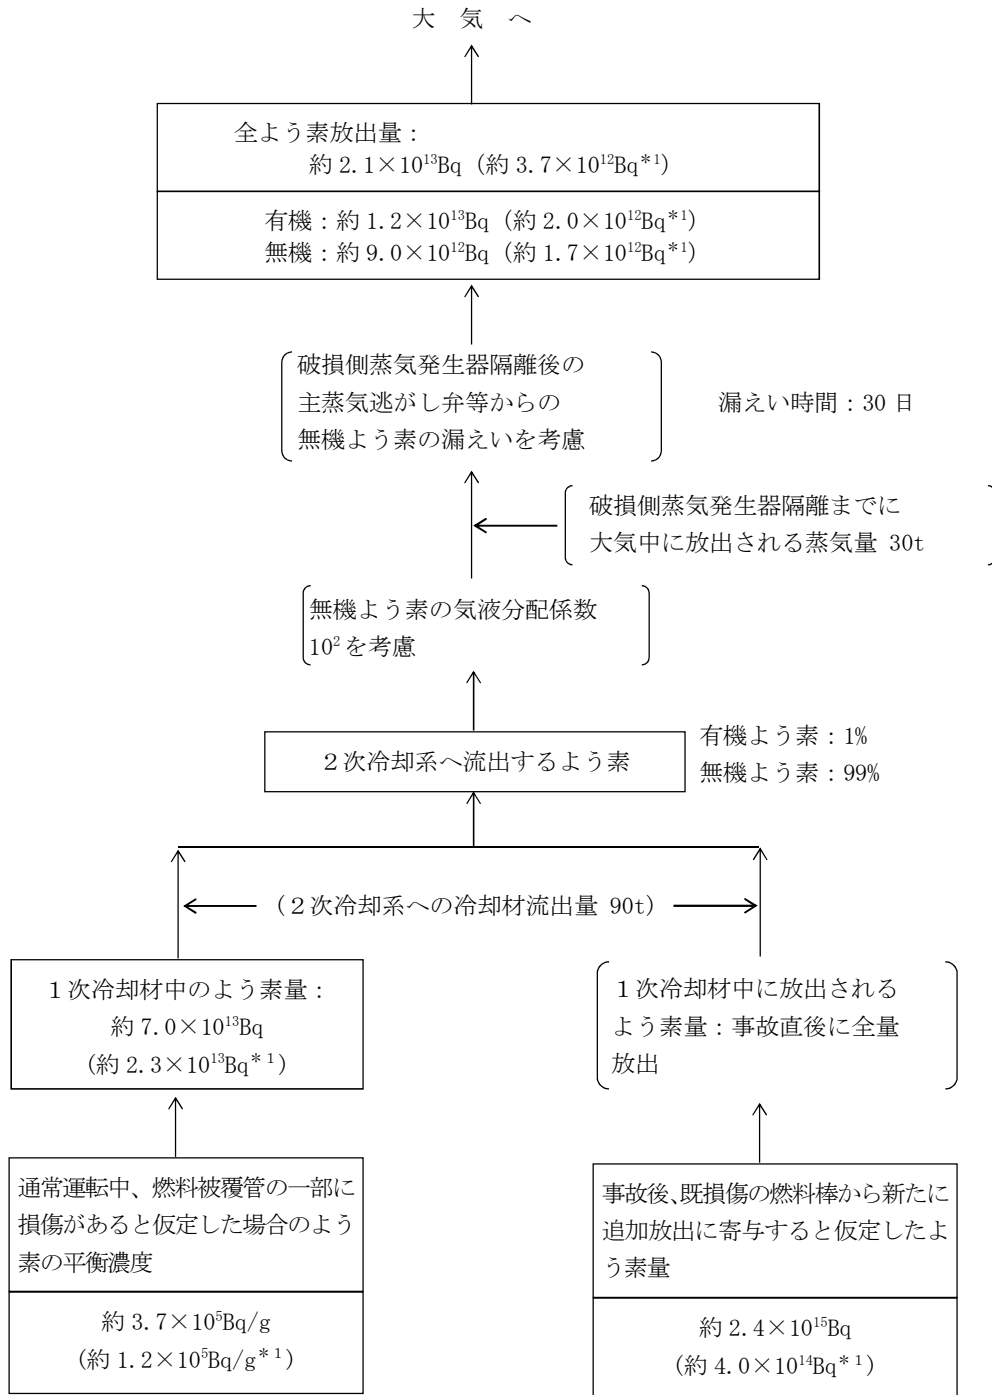 大 気 へ
全よう素放出量：
約 2.1×10¹³Bq（約 3.7×10¹²Bq＊¹）
有機：約 1.2×10¹³Bq（約 2.0×10¹²Bq＊¹）
無機：約 9.0×10¹²Bq（約 1.7×10¹²Bq＊¹）
破損側蒸気発生器隔離後の
主蒸気逃がし弁等からの
無機よう素の漏えいを考慮
漏えい時間：30 日
破損側蒸気発生器隔離までに
大気中に放出される蒸気量 30t
無機よう素の気液分配係数
10²を考慮
２次冷却系へ流出するよう素
有機よう素：1%
無機よう素：99%
（２次冷却系への冷却材流出量 90t）
１次冷却材中のよう素量：
約 7.0×10¹³Bq
（約 2.3×10¹³Bq＊¹）
１次冷却材中に放出される
よう素量：事故直後に全量
放出
通常運転中、燃料被覆管の一部に
損傷があると仮定した場合のよう
素の平衡濃度
約 3.7×10⁵Bq/g
（約 1.2×10⁵Bq/g＊¹）
事故後、既損傷の燃料棒から新たに
追加放出に寄与すると仮定したよ
う素量
約 2.4×10¹⁵Bq
（約 4.0×10¹⁴Bq＊¹）